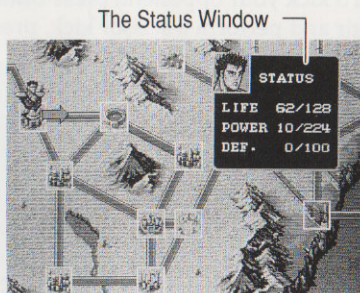 The Status Window
STATUS
LIFE 62/128
POWER 10/224
DEF. 0/100